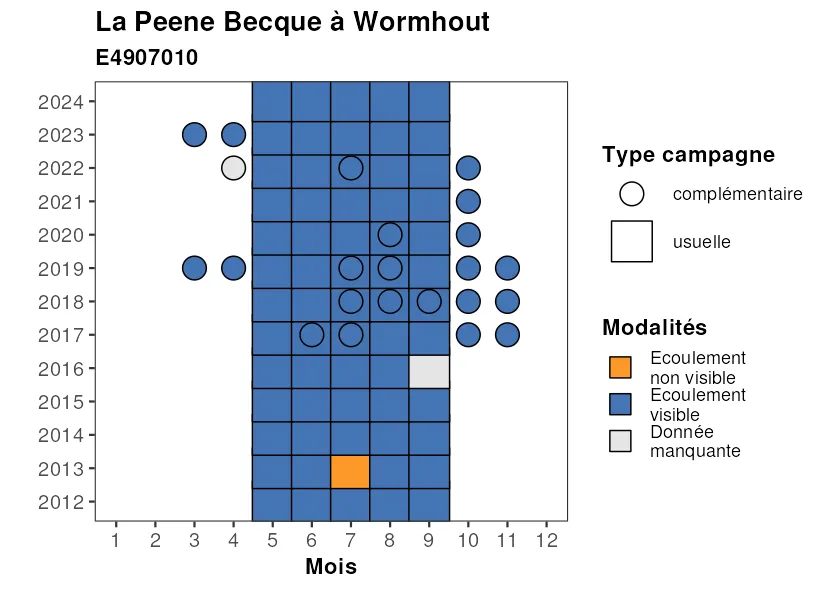 La Peene Becque à Wormhout
E4907010
2024
2023
2022
2021
2020
2019
2018
2017
2016
2015
2014
2013
2012
1 2 3 4 5 6 7 8 9 10 11 12
Mois
Type campagne
complémentaire
usuelle
Modalités
Ecoulement
non visible
Ecoulement
visible
Donnée
manquante